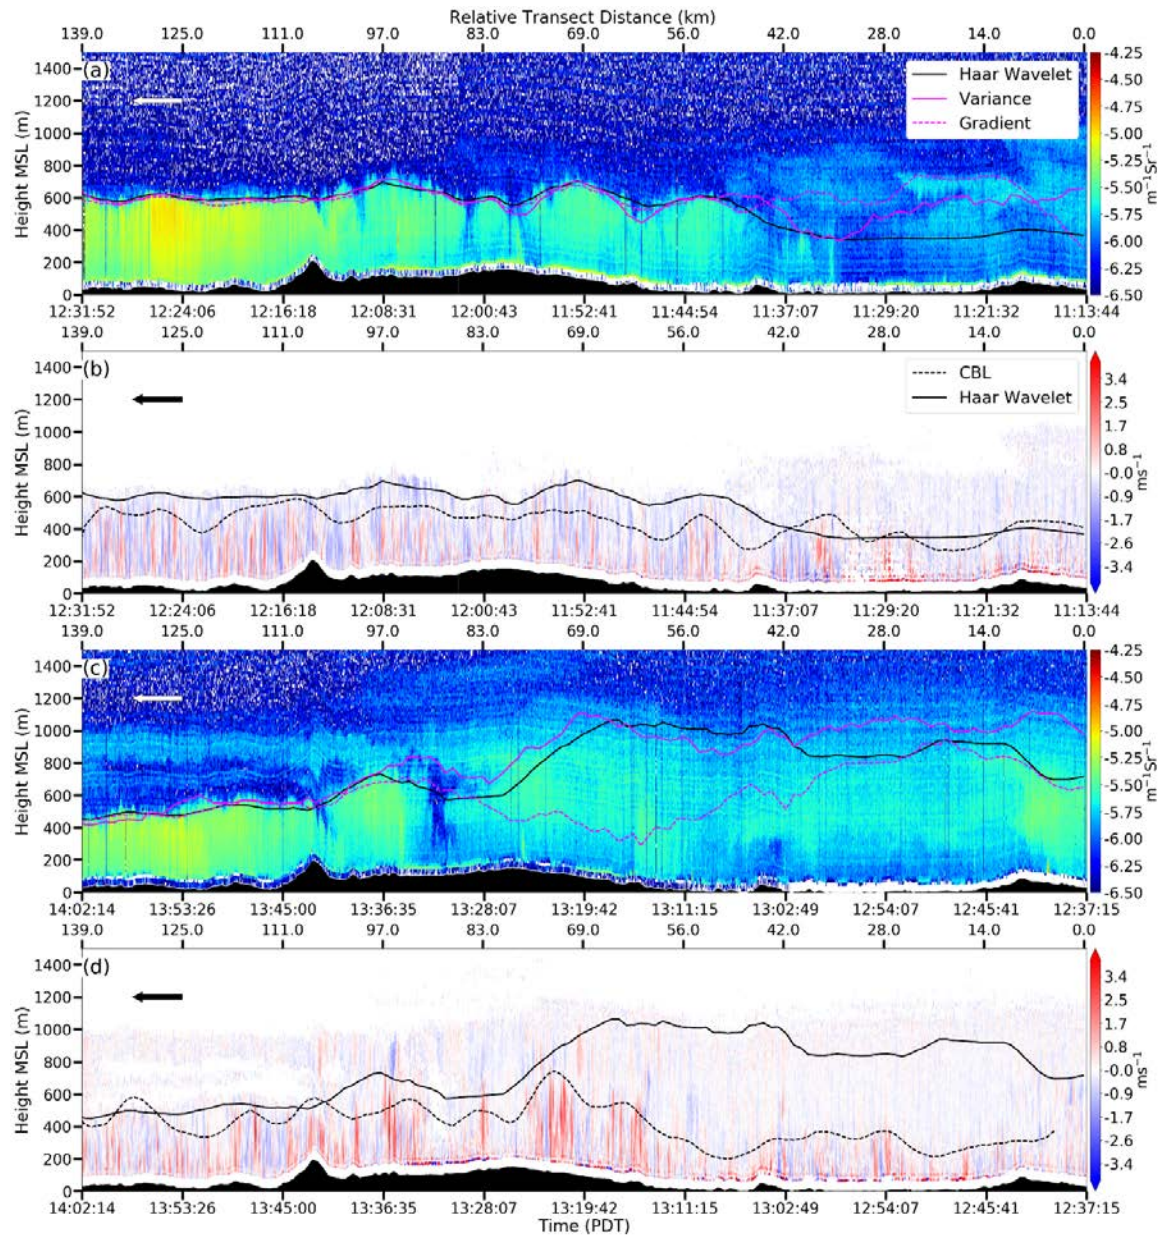 Relative Transect Distance (km)
139.0 125.0 111.0 97.0 83.0 69.0 56.0 42.0 28.0 14.0 0.0
(a)
Haar Wavelet
Variance
Gradient
1400
1200
1000
800
600
400
200
0
Height MSL (m)
-4.25
-4.50
-4.75
-5.00
-5.25
-5.50
-5.75
-6.00
-6.25
-6.50
m⁻¹Sr⁻¹
12:31:52 12:24:06 12:16:18 12:08:31 12:00:43 11:52:41 11:44:54 11:37:07 11:29:20 11:21:32 11:13:44
139.0 125.0 111.0 97.0 83.0 69.0 56.0 42.0 28.0 14.0 0.0
(b)
CBL
Haar Wavelet
1400
1200
1000
800
600
400
200
0
Height MSL (m)
3.4
2.5
1.7
0.8
-0.0
-0.9
-1.7
-2.6
-3.4
ms⁻¹
12:31:52 12:24:06 12:16:18 12:08:31 12:00:43 11:52:41 11:44:54 11:37:07 11:29:20 11:21:32 11:13:44
139.0 125.0 111.0 97.0 83.0 69.0 56.0 42.0 28.0 14.0 0.0
(c)
1400
1200
1000
800
600
400
200
0
Height MSL (m)
-4.25
-4.50
-4.75
-5.00
-5.25
-5.50
-5.75
-6.00
-6.25
-6.50
m⁻¹Sr⁻¹
14:02:14 13:53:26 13:45:00 13:36:35 13:28:07 13:19:42 13:11:15 13:02:49 12:54:07 12:45:41 12:37:15
139.0 125.0 111.0 97.0 83.0 69.0 56.0 42.0 28.0 14.0 0.0
(d)
1400
1200
1000
800
600
400
200
0
Height MSL (m)
3.4
2.5
1.7
0.8
-0.0
-0.9
-1.7
-2.6
-3.4
ms⁻¹
14:02:14 13:53:26 13:45:00 13:36:35 13:28:07 13:19:42 13:11:15 13:02:49 12:54:07 12:45:41 12:37:15
Time (PDT)